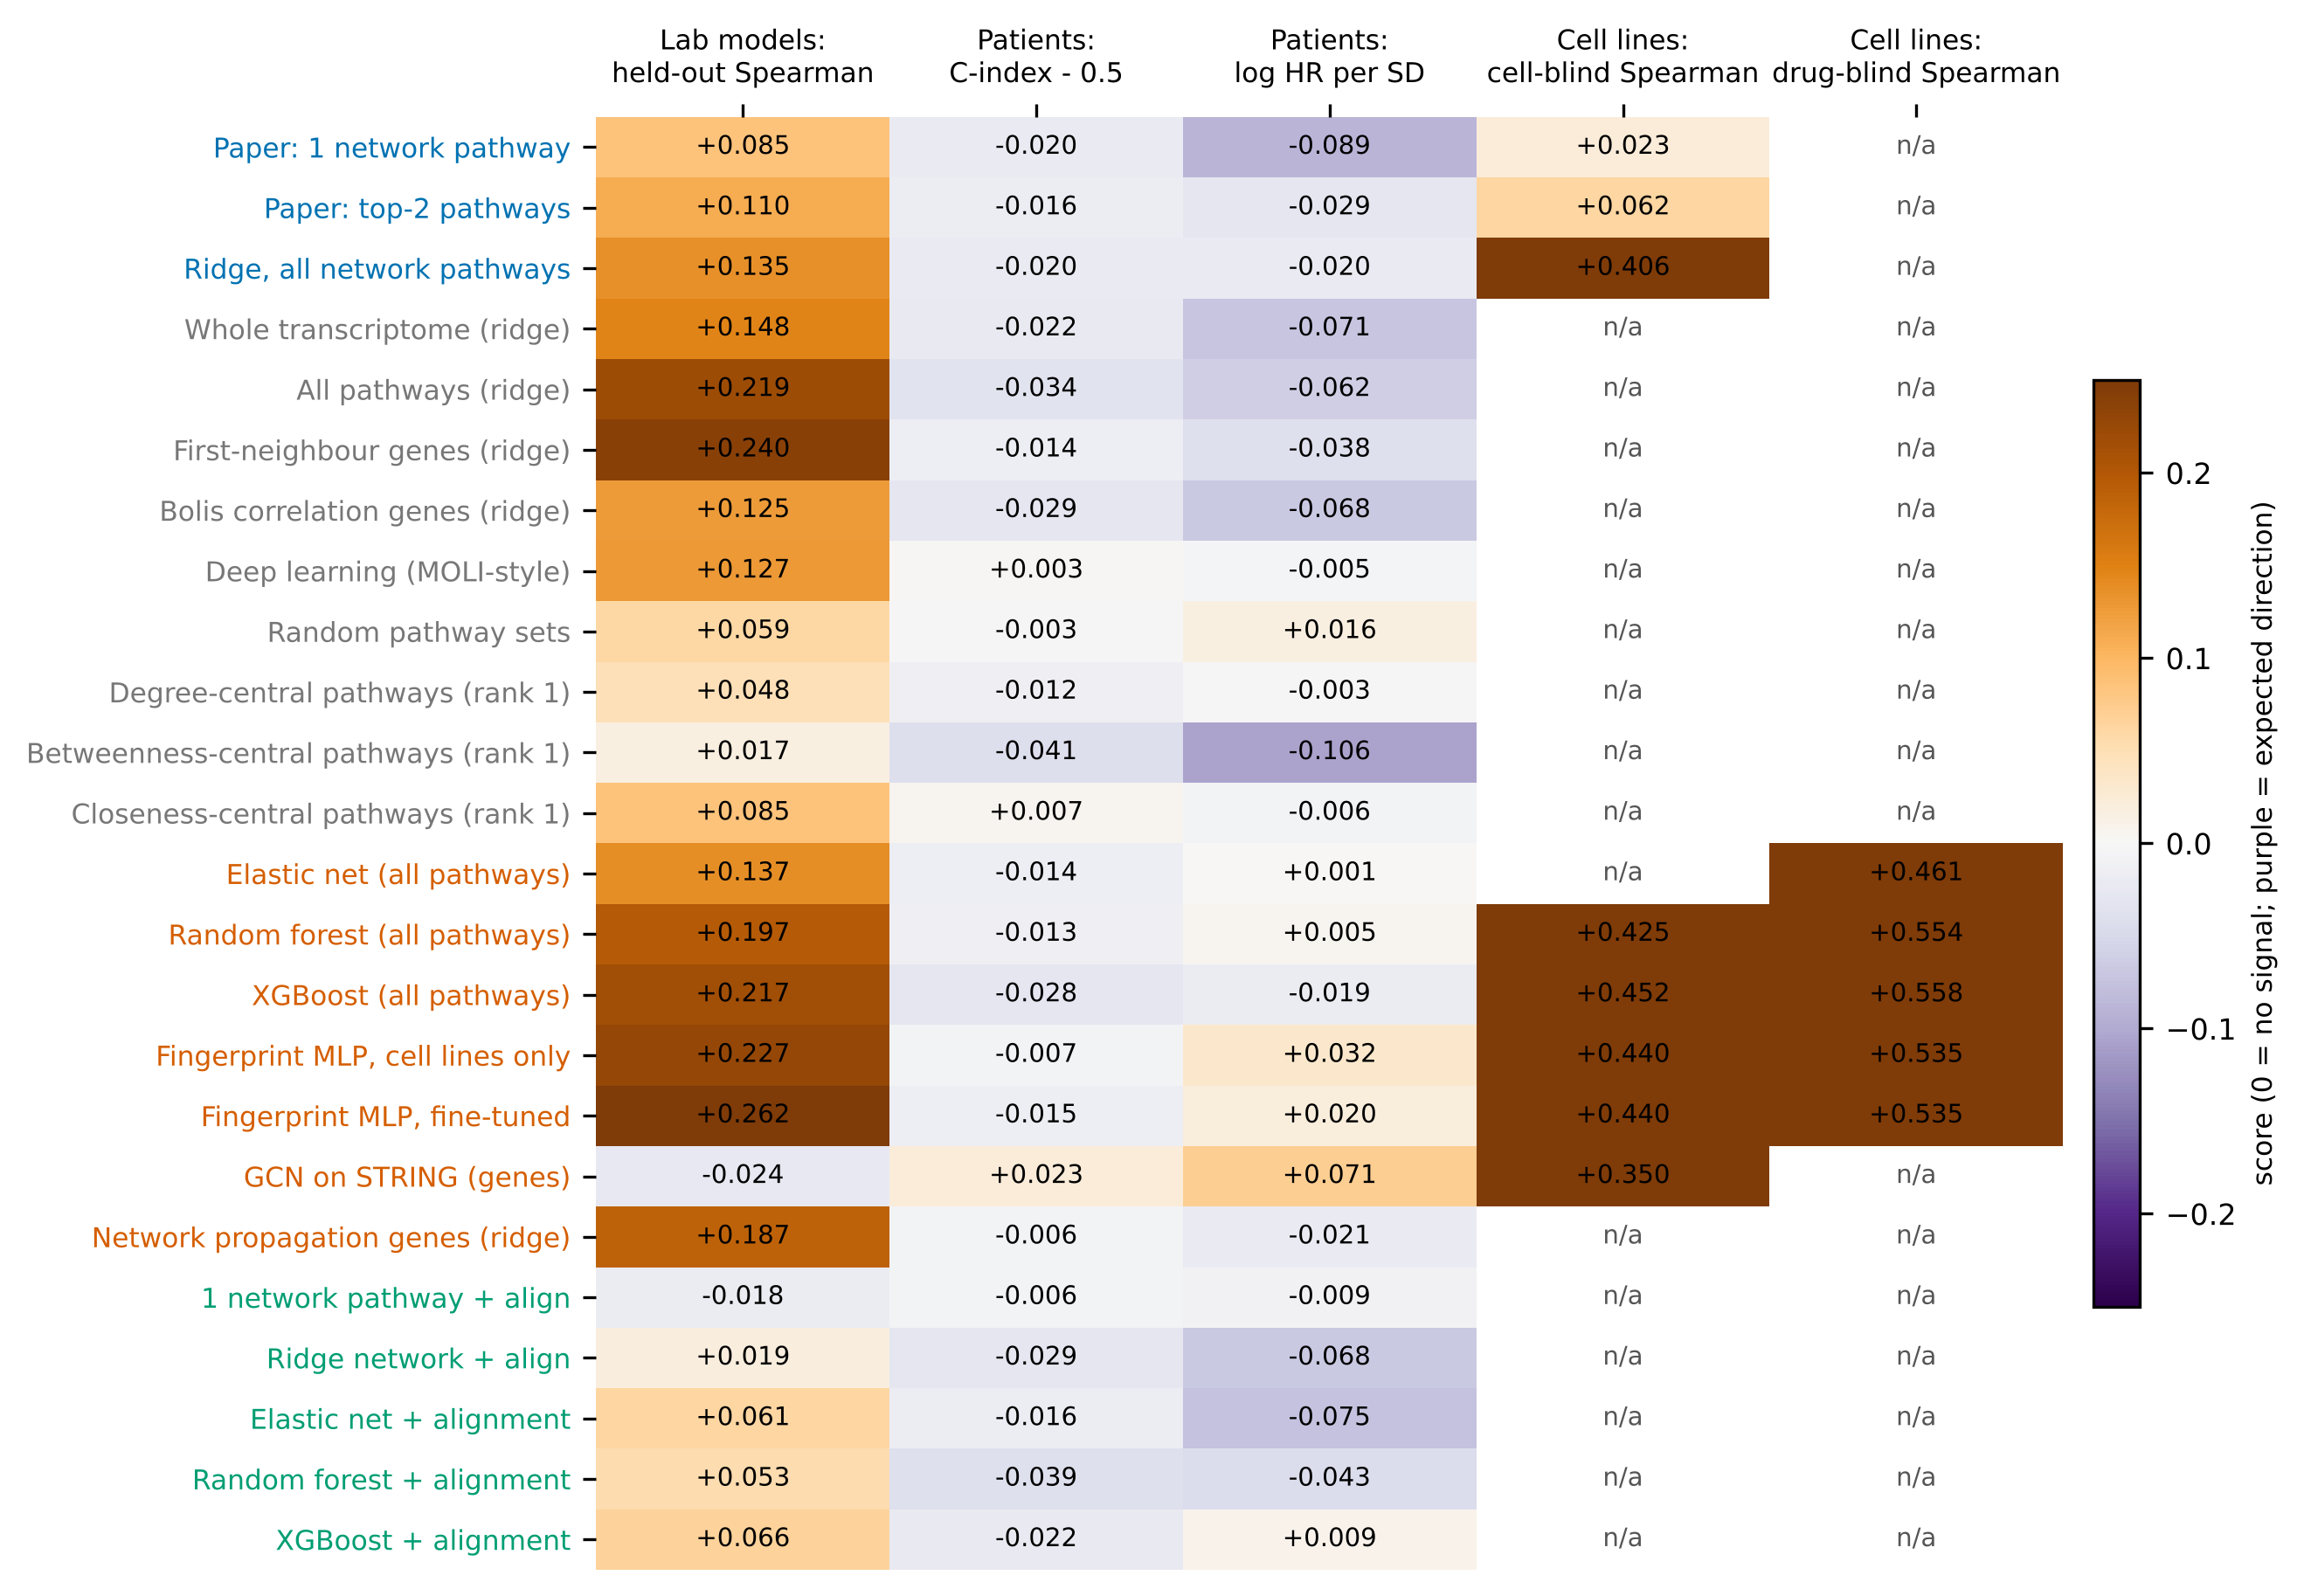 Lab models:
held-out Spearman
Patients:
C-index - 0.5
Patients:
log HR per SD
Cell lines:
cell-blind Spearman
Cell lines:
drug-blind Spearman
Paper: 1 network pathway +0.085 -0.020 -0.089 +0.023 n/a
Paper: top-2 pathways +0.110 -0.016 -0.029 +0.062 n/a
Ridge, all network pathways +0.135 -0.020 -0.020 +0.406 n/a
Whole transcriptome (ridge) +0.148 -0.022 -0.071 n/a n/a
All pathways (ridge) +0.219 -0.034 -0.062 n/a n/a
First-neighbour genes (ridge) +0.240 -0.014 -0.038 n/a n/a
Bolis correlation genes (ridge) +0.125 -0.029 -0.068 n/a n/a
Deep learning (MOLI-style) +0.127 +0.003 -0.005 n/a n/a
Random pathway sets +0.059 -0.003 +0.016 n/a n/a
Degree-central pathways (rank 1) +0.048 -0.012 -0.003 n/a n/a
Betweenness-central pathways (rank 1) +0.017 -0.041 -0.106 n/a n/a
Closeness-central pathways (rank 1) +0.085 +0.007 -0.006 n/a n/a
Elastic net (all pathways) +0.137 -0.014 +0.001 n/a +0.461
Random forest (all pathways) +0.197 -0.013 +0.005 +0.425 +0.554
XGBoost (all pathways) +0.217 -0.028 -0.019 +0.452 +0.558
Fingerprint MLP, cell lines only +0.227 -0.007 +0.032 +0.440 +0.535
Fingerprint MLP, fine-tuned +0.262 -0.015 +0.020 +0.440 +0.535
GCN on STRING (genes) -0.024 +0.023 +0.071 +0.350 n/a
Network propagation genes (ridge) +0.187 -0.006 -0.021 n/a n/a
1 network pathway + align -0.018 -0.006 -0.009 n/a n/a
Ridge network + align +0.019 -0.029 -0.068 n/a n/a
Elastic net + alignment +0.061 -0.016 -0.075 n/a n/a
Random forest + alignment +0.053 -0.039 -0.043 n/a n/a
XGBoost + alignment +0.066 -0.022 +0.009 n/a n/a
0.2
0.1
0.0
−0.1
−0.2
score (0 = no signal; purple = expected direction)